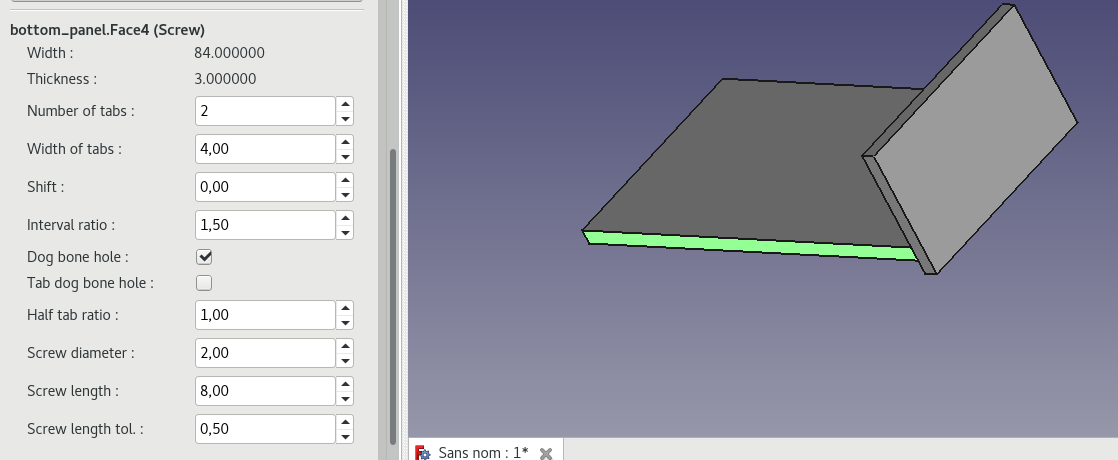 bottom_panel.Face4 (Screw)
Width : 84.000000
Thickness : 3.000000
Number of tabs : 2
Width of tabs : 4,00
Shift : 0,00
Interval ratio : 1,50
Dog bone hole :
Tab dog bone hole :
Half tab ratio : 1,00
Screw diameter : 2,00
Screw length : 8,00
Screw length tol. : 0,50
Sans nom : 1*